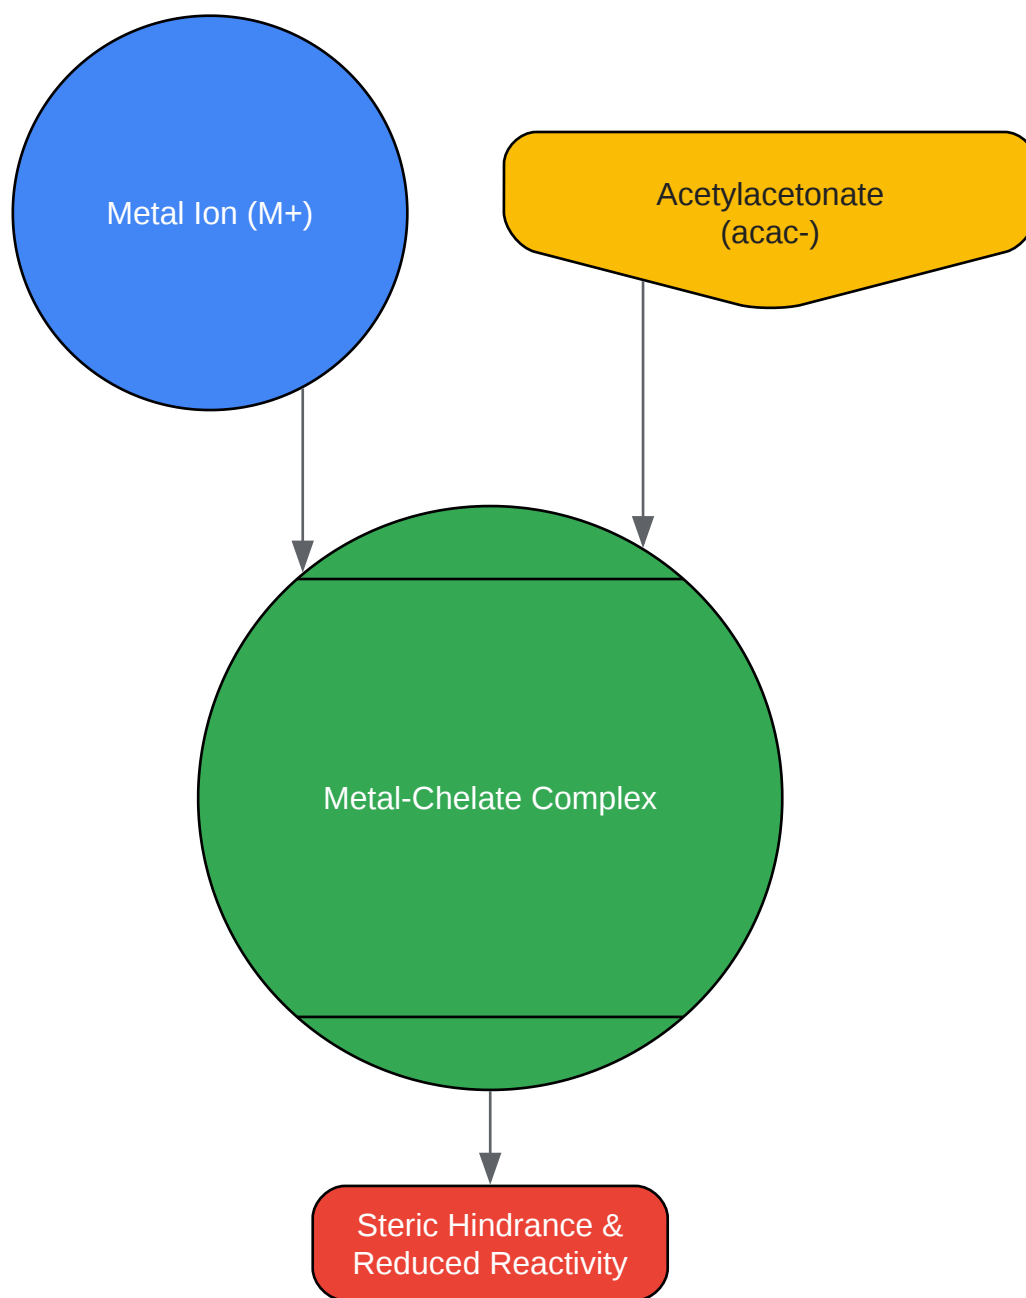 Metal Ion (M+)
Acetylacetonate
(acac-)
Metal-Chelate Complex
Steric Hindrance &
Reduced Reactivity